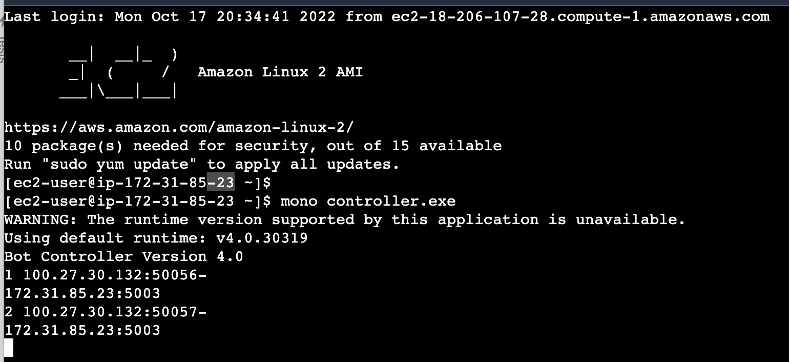 Last login: Mon Oct 17 20:34:41 2022 from ec2-18-206-107-28.compute-1.amazonaws.com
__|  __|_  )
_|  (     /   Amazon Linux 2 AMI
___|\___|___|
https://aws.amazon.com/amazon-linux-2/
10 package(s) needed for security, out of 15 available
Run "sudo yum update" to apply all updates.
[ec2-user@ip-172-31-85-23 ~]$
[ec2-user@ip-172-31-85-23 ~]$ mono controller.exe
WARNING: The runtime version supported by this application is unavailable.
Using default runtime: v4.0.30319
Bot Controller Version 4.0
1 100.27.30.132:50056-
172.31.85.23:5003
2 100.27.30.132:50057-
172.31.85.23:5003